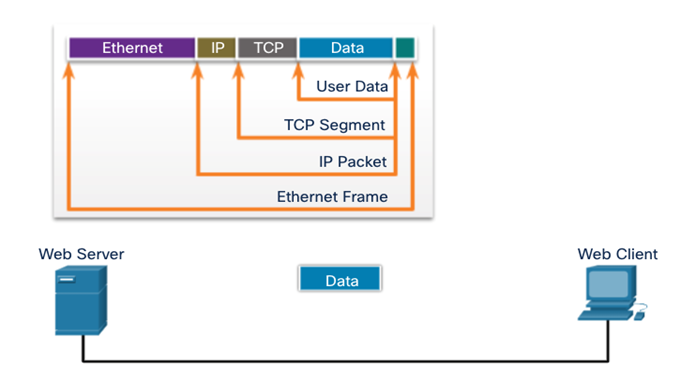 Ethernet IP TCP Data
User Data
TCP Segment
IP Packet
Ethernet Frame
Web Server
Web Client
Data